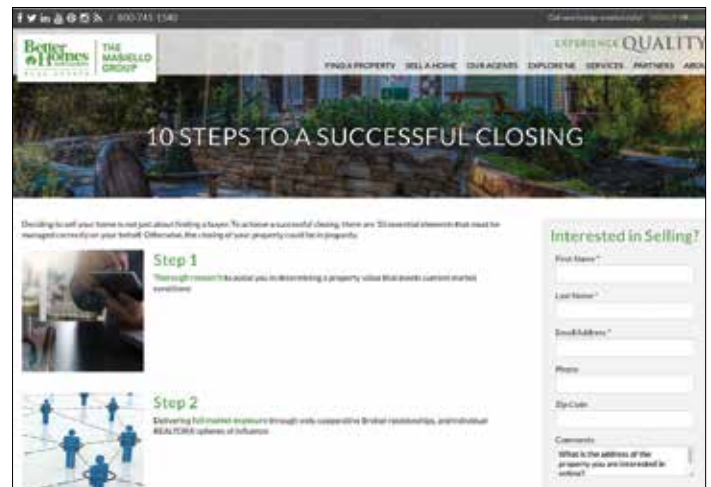 800-741-1540
EXPERIENCE QUALITY
Better Homes
REAL ESTATE
THE MASIELLO GROUP
FIND A PROPERTY SELL A HOME OUR AGENTS EXPLORE NE SERVICES PARTNERS
10 STEPS TO A SUCCESSFUL CLOSING
Deciding to sell your home is not just about finding a buyer. To achieve a successful closing, there are 10 essential elements that must be
managed correctly on your behalf. Otherwise, the closing of your property could be in jeopardy.
Step 1
Thorough research to assist you in determining a property value that meets current market
conditions
Step 2
Delivering full market exposure through cooperative Broker relationships, and individual
REALTOR® spheres of influence
Interested in Selling?
First Name *
Last Name *
Email Address *
Phone
Zip Code
Comments
What is the address of the
property you are interested in